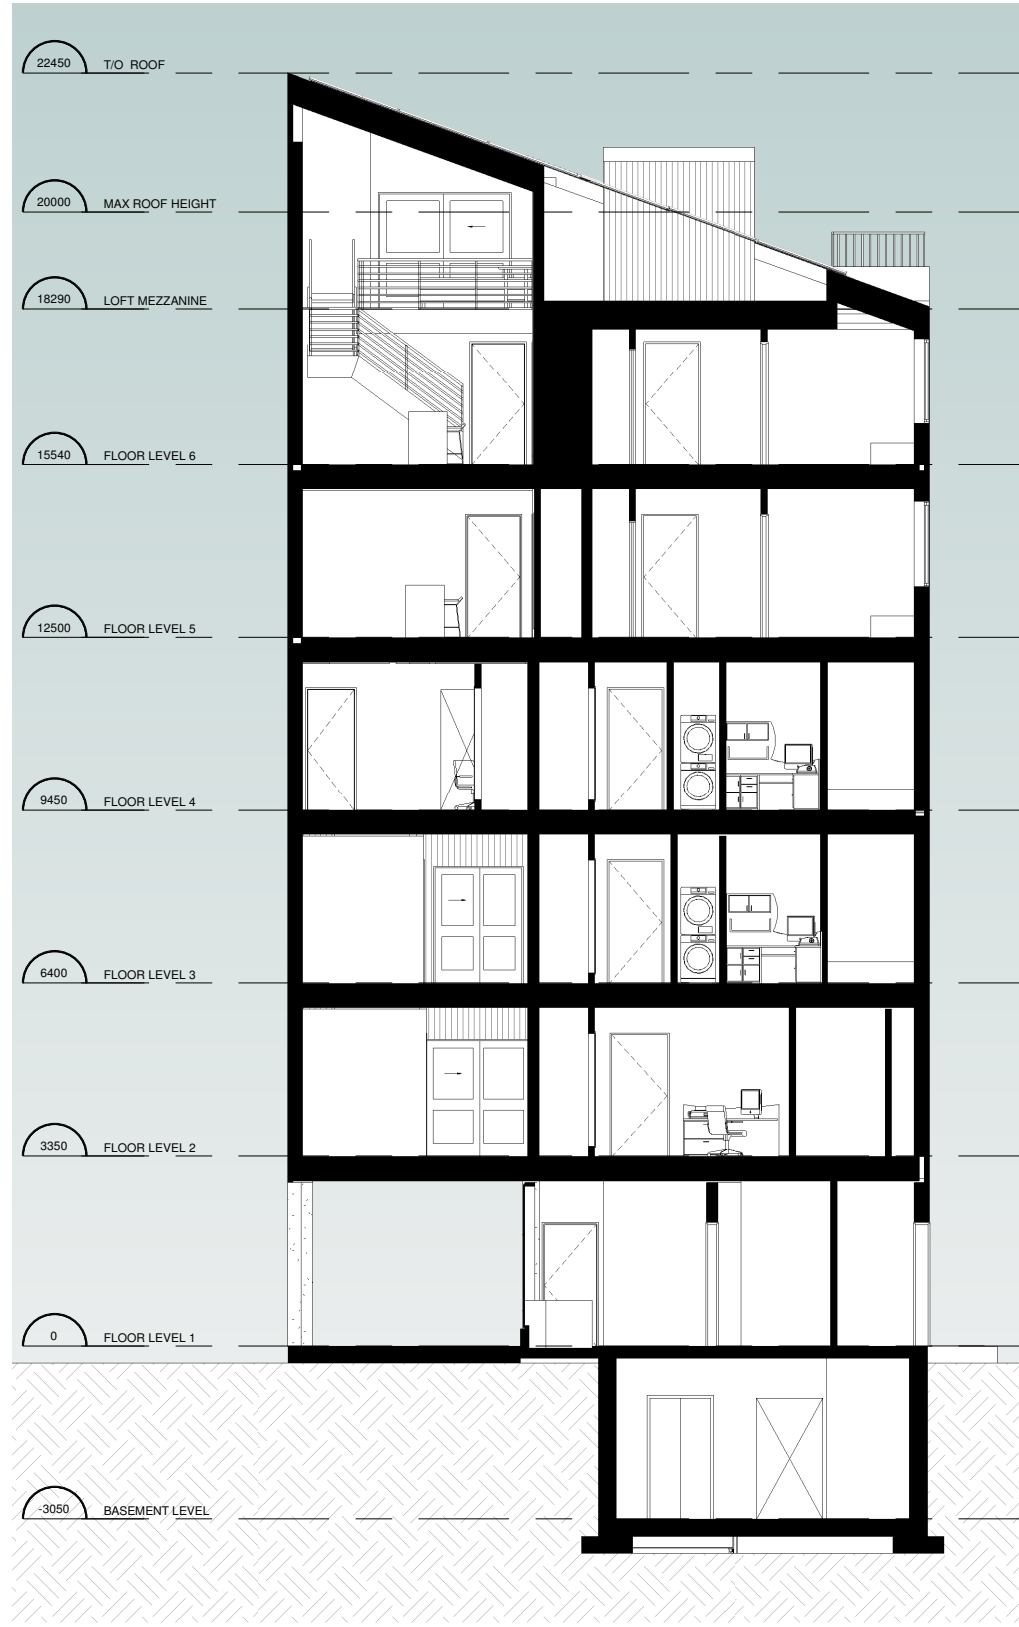 22450 T/O ROOF
20000 MAX ROOF HEIGHT
18290 LOFT MEZZANINE
15540 FLOOR LEVEL 6
12500 FLOOR LEVEL 5
9450 FLOOR LEVEL 4
6400 FLOOR LEVEL 3
3350 FLOOR LEVEL 2
0 FLOOR LEVEL 1
-3050 BASEMENT LEVEL